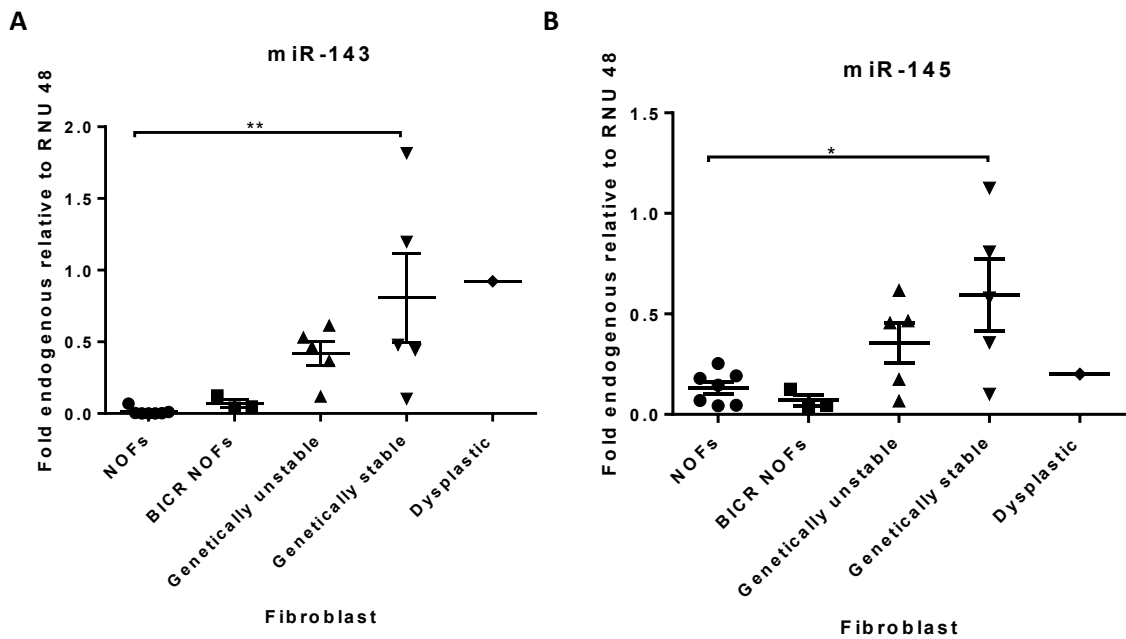 A
miR-143
Fold endogenous relative to RNU 48
2.0
1.5
1.0
0.5
0.0
**
NOFs
BICR NOFs
Genetically unstable
Genetically stable
Dysplastic
Fibroblast
B
miR-145
Fold endogenous relative to RNU 48
1.5
1.0
0.5
0.0
*
NOFs
BICR NOFs
Genetically unstable
Genetically stable
Dysplastic
Fibroblast